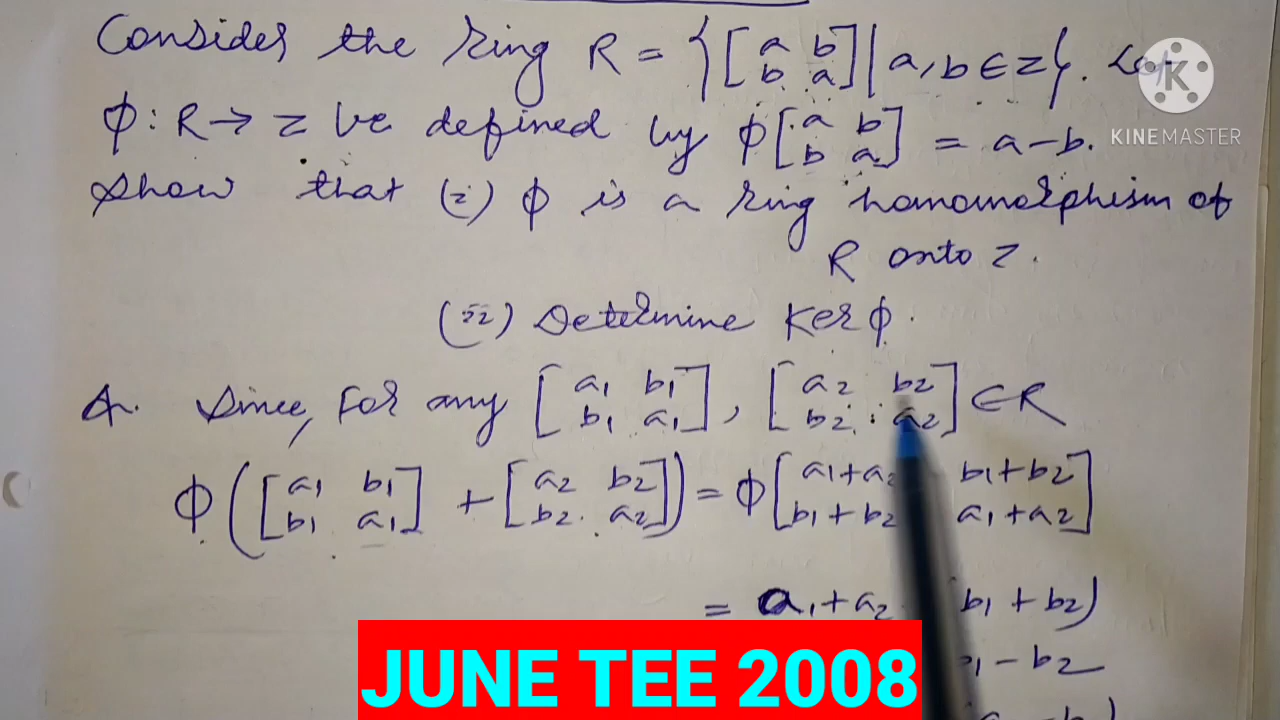 Consider the ring R = {[a b; b a] | a, b ∈ z}. Let
KINEMASTER
φ : R → z be defined by φ[a b; b a] = a - b.
Show that (i) φ is a ring homomorphism of
R onto z.
(ii) Determine Ker φ.
A. Since, for any [a1 b1; b1 a1], [a2 b2; b2 a2] ∈ R
φ([a1 b1; b1 a1] + [a2 b2; b2 a2]) = φ[a1+a2 b1+b2; b1+b2 a1+a2]
= a1 + a2 b1 + b2)
b1 - b2
JUNE TEE 2008